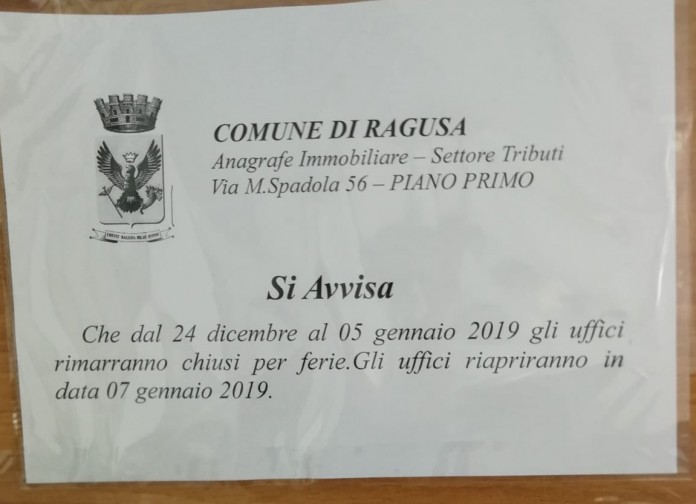 COMUNE DI RAGUSA
Anagrafe Immobiliare – Settore Tributi
Via M.Spadola 56 – PIANO PRIMO
Si Avvisa
Che dal 24 dicembre al 05 gennaio 2019 gli uffici
rimarranno chiusi per ferie.Gli uffici riapriranno in
data 07 gennaio 2019.